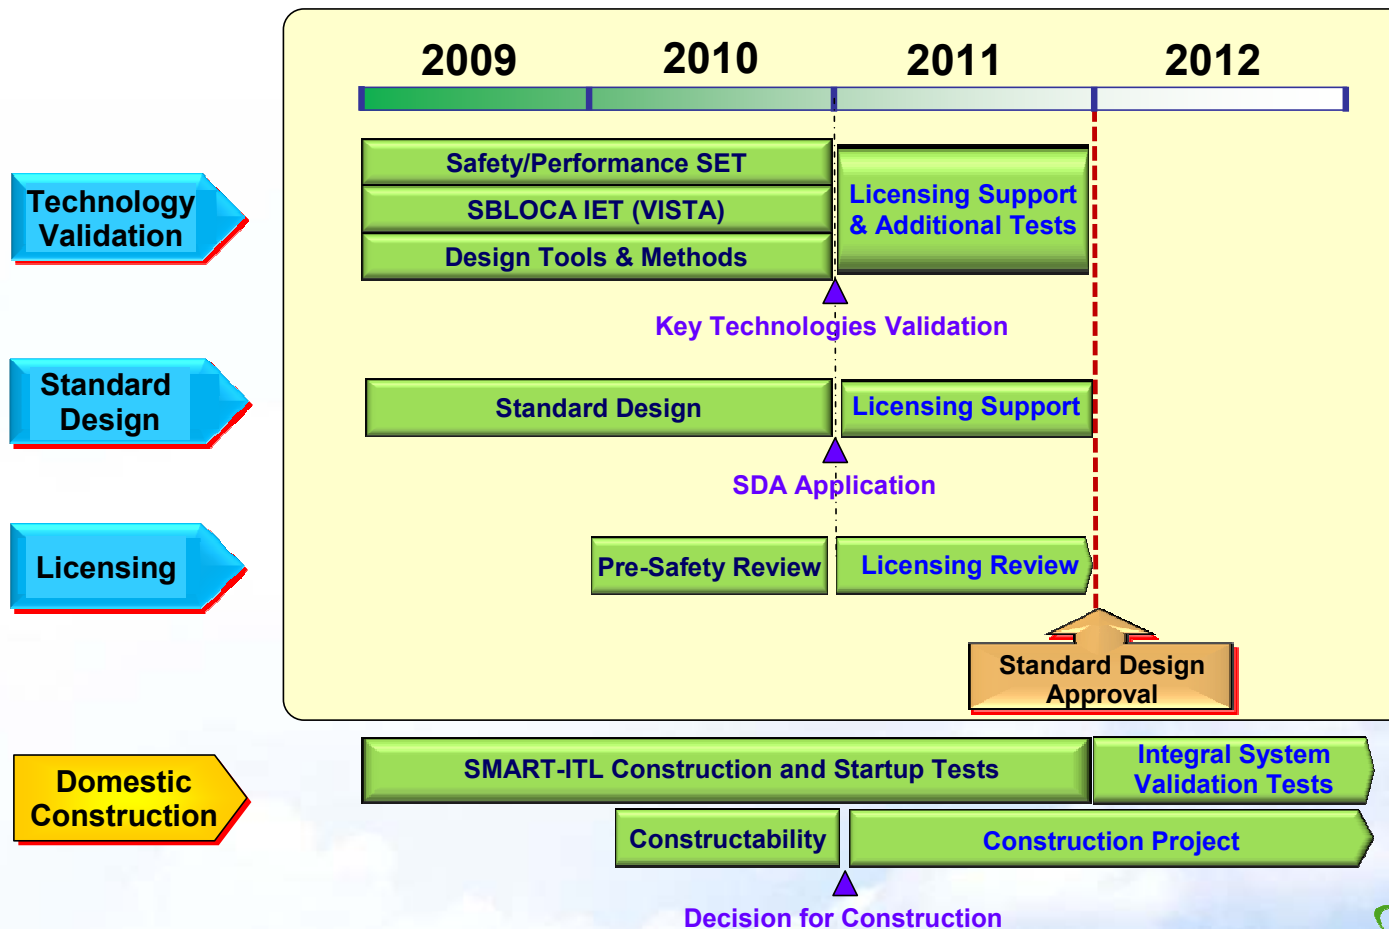 2009 2010 2011 2012
Technology
Validation
Safety/Performance SET
SBLOCA IET (VISTA)
Design Tools & Methods
Licensing Support
& Additional Tests
Key Technologies Validation
Standard
Design
Standard Design
Licensing Support
SDA Application
Licensing
Pre-Safety Review
Licensing Review
Standard Design
Approval
Domestic
Construction
SMART-ITL Construction and Startup Tests
Integral System
Validation Tests
Constructability
Construction Project
Decision for Construction